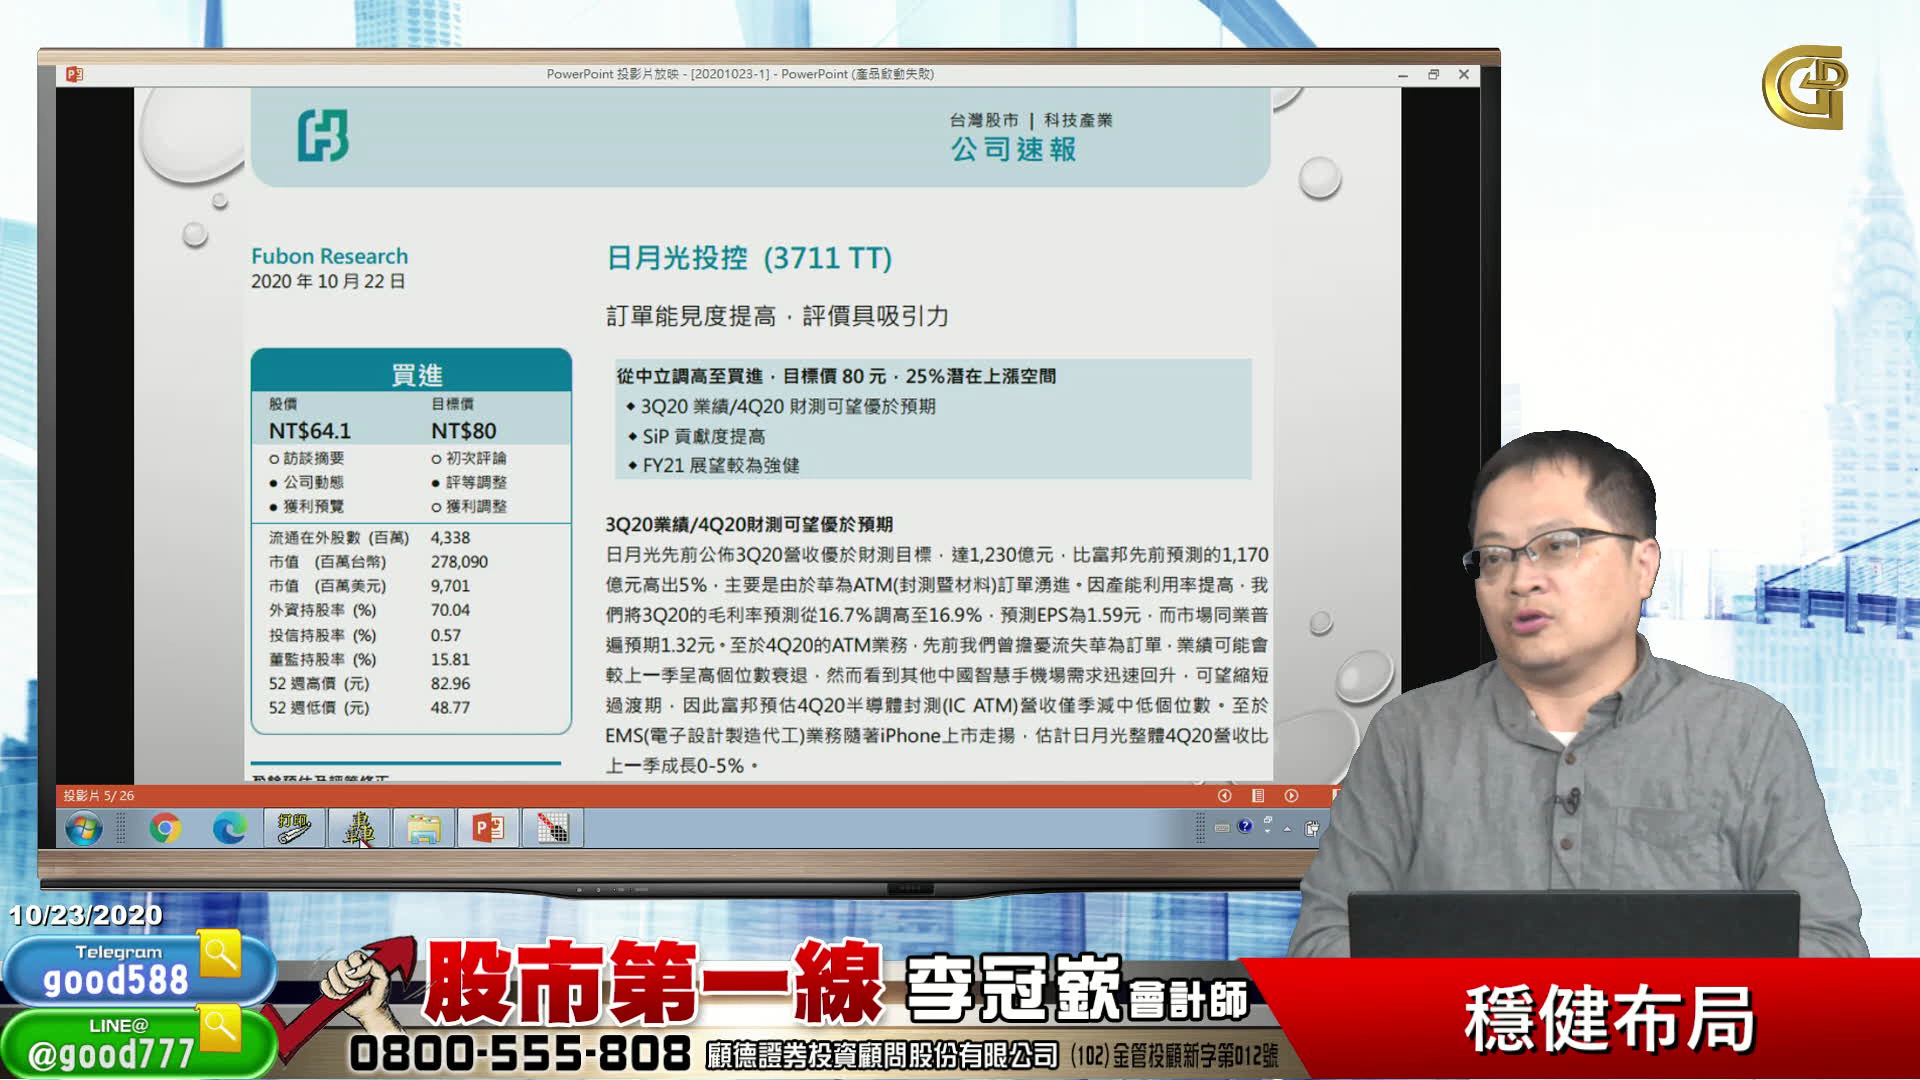 PowerPoint 投影片放映 - [20201023-1] - PowerPoint (產品啟動失敗)
台灣股市 | 科技產業
公司速報
Fubon Research
2020 年 10 月 22 日
日月光投控 (3711 TT)
訂單能見度提高，評價具吸引力
買進
股價 目標價
NT$64.1 NT$80
○ 訪談摘要 ○ 初次評論
● 公司動態 ● 評等調整
● 獲利預覽 ○ 獲利調整
流通在外股數 (百萬) 4,338
市值 (百萬台幣) 278,090
市值 (百萬美元) 9,701
外資持股率 (%) 70.04
投信持股率 (%) 0.57
董監持股率 (%) 15.81
52 週高價 (元) 82.96
52 週低價 (元) 48.77
從中立調高至買進，目標價 80 元，25%潛在上漲空間
◆ 3Q20 業績/4Q20 財測可望優於預期
◆ SiP 貢獻度提高
◆ FY21 展望較為強健
3Q20業績/4Q20財測可望優於預期
日月光先前公佈3Q20營收優於財測目標，達1,230億元，比富邦先前預測的1,170
億元高出5%，主要是由於華為ATM(封測暨材料)訂單湧進。因產能利用率提高，我
們將3Q20的毛利率預測從16.7%調高至16.9%，預測EPS為1.59元，而市場同業普
遍預期1.32元。至於4Q20的ATM業務，先前我們曾擔憂流失華為訂單，業績可能會
較上一季呈高個位數衰退，然而看到其他中國智慧手機場需求迅速回升，可望縮短
過渡期，因此富邦預估4Q20半導體封測(IC ATM)營收僅季減中低個位數。至於
EMS(電子設計製造代工)業務隨著iPhone上市走揚，估計日月光整體4Q20營收比
上一季成長0-5%。
投影片 5/26
打印
10/23/2020
Telegram
good588
LINE@
@good777
股市第一線 李冠嶔會計師
0800-555-808 顧德證券投資顧問股份有限公司 (102)金管投顧新字第012號
穩健布局